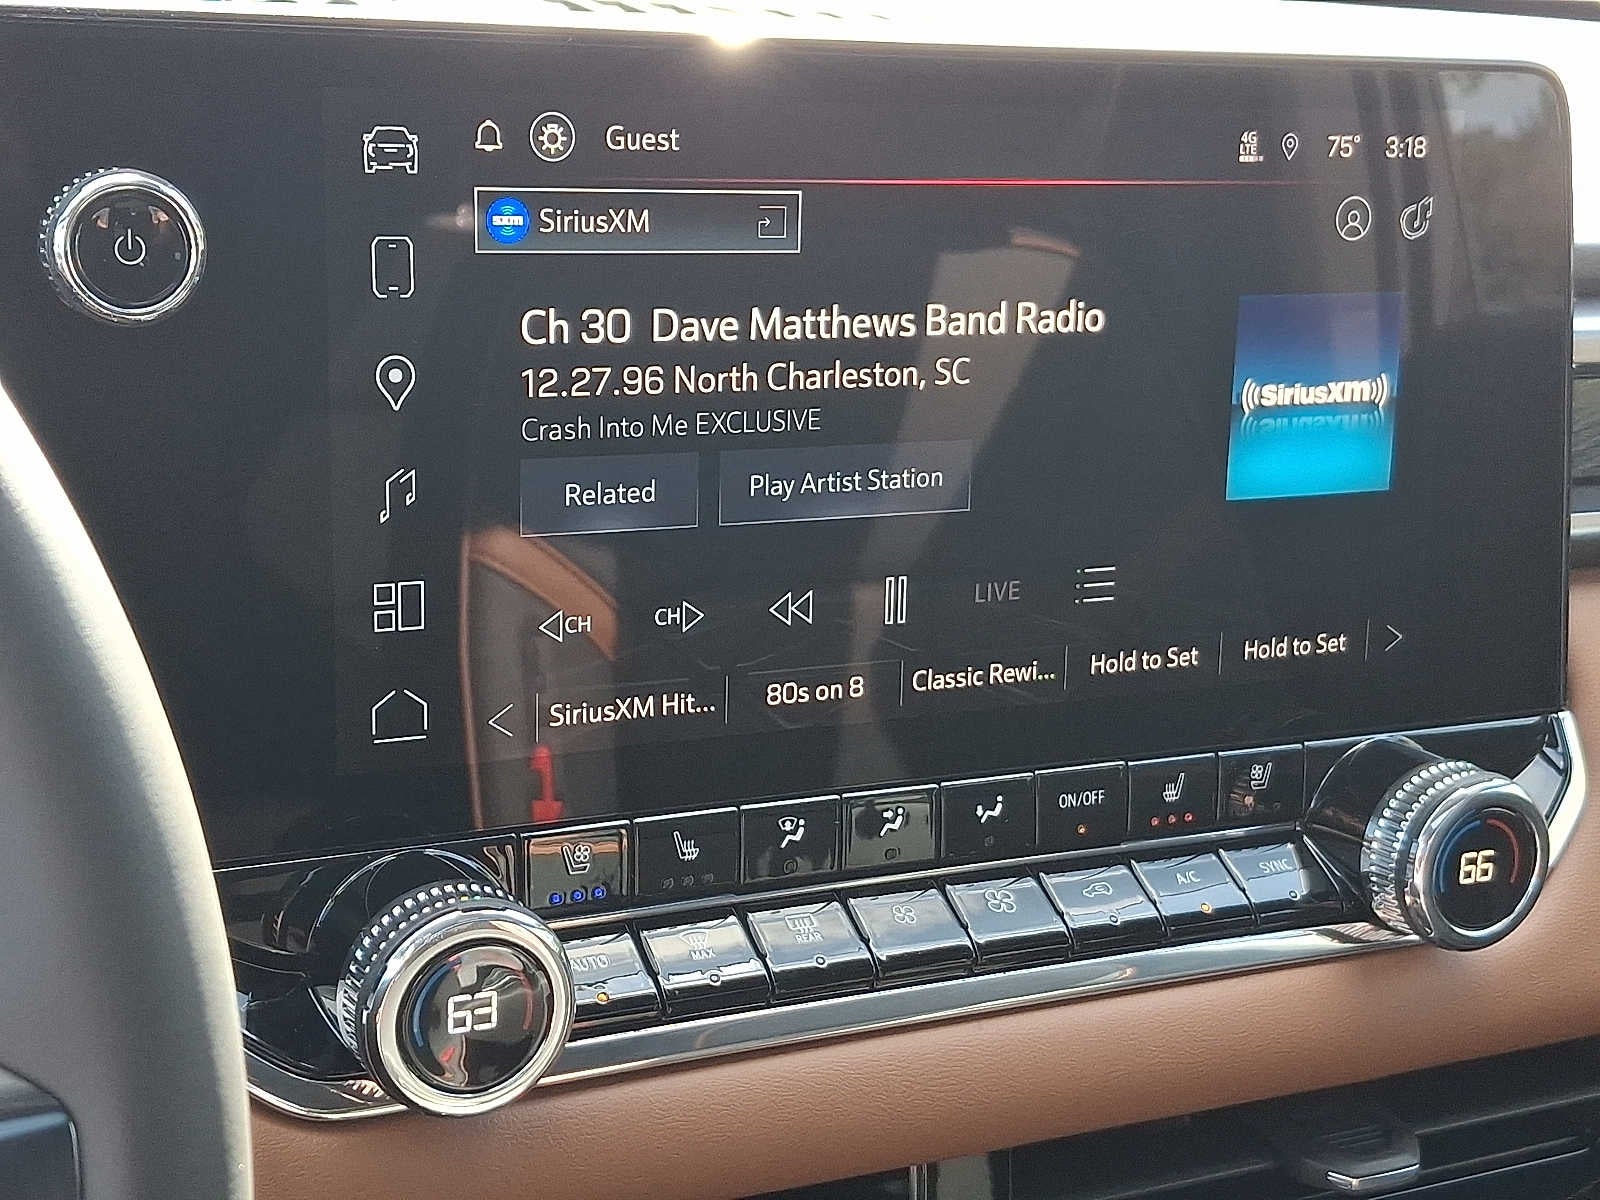 Guest
4G
LTE
75° 3:18
sxm SiriusXM
Ch 30 Dave Matthews Band Radio
12.27.96 North Charleston, SC
Crash Into Me EXCLUSIVE
Related
Play Artist Station
((SiriusXM))
CH
CH
LIVE
SiriusXM Hit...
80s on 8
Classic Rewi...
Hold to Set
Hold to Set
ON/OFF
AUTO
MAX
REAR
A/C
SYNC
63
66